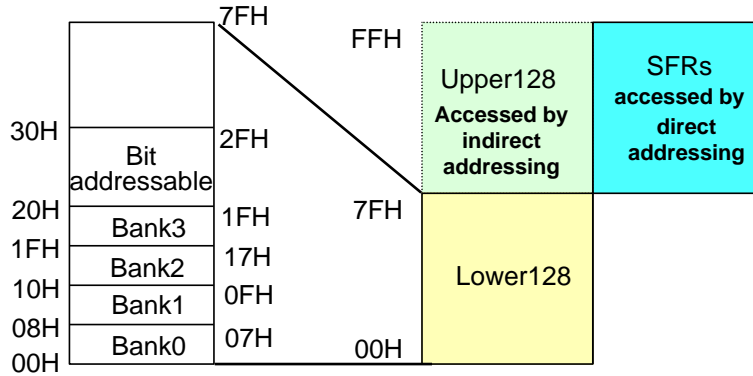 7FH
FFH
Upper128
Accessed by
indirect
addressing
SFRs
accessed by
direct
addressing
30H
2FH
Bit
addressable
20H
1FH
7FH
Bank3
1FH
17H
Bank2
Lower128
10H
0FH
Bank1
08H
07H
00H
Bank0
00H